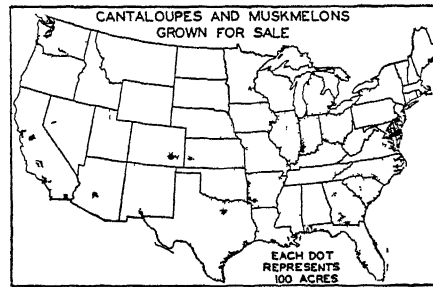 CANTALOUPES AND MUSKMELONS
GROWN FOR SALE
EACH DOT
REPRESENTS
100 ACRES